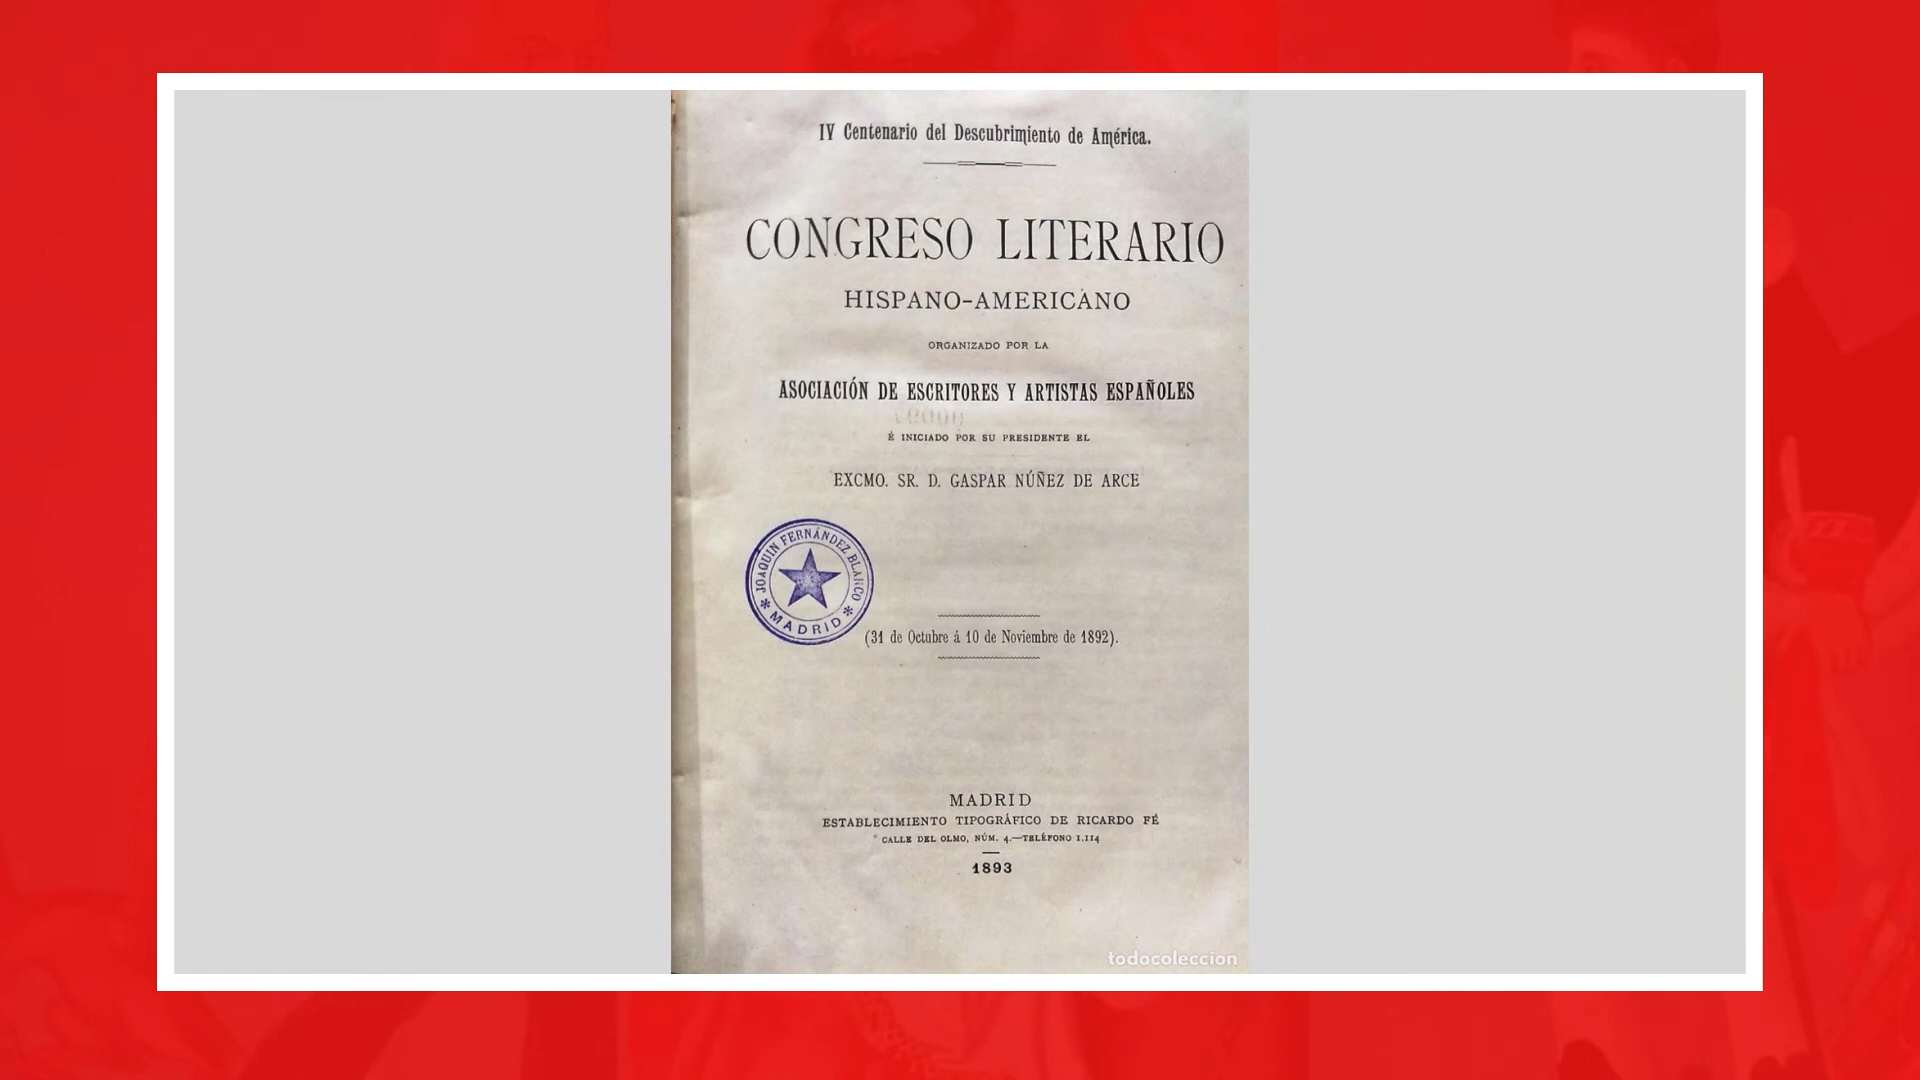 IV Centenario del Descubrimiento de América.
CONGRESO LITERARIO
HISPANO-AMERICANO
ORGANIZADO POR LA
ASOCIACIÓN DE ESCRITORES Y ARTISTAS ESPAÑOLES
É INICIADO POR SU PRESIDENTE EL
EXCMO. SR. D. GASPAR NÚÑEZ DE ARCE
JOAQUIN FERNÁNDEZ BLANCO
* MADRID *
(31 de Octubre á 10 de Noviembre de 1892).
MADRID
ESTABLECIMIENTO TIPOGRÁFICO DE RICARDO FÉ
CALLE DEL OLMO, NÚM. 4.—TELÉFONO 1.114
1893
todocoleccion